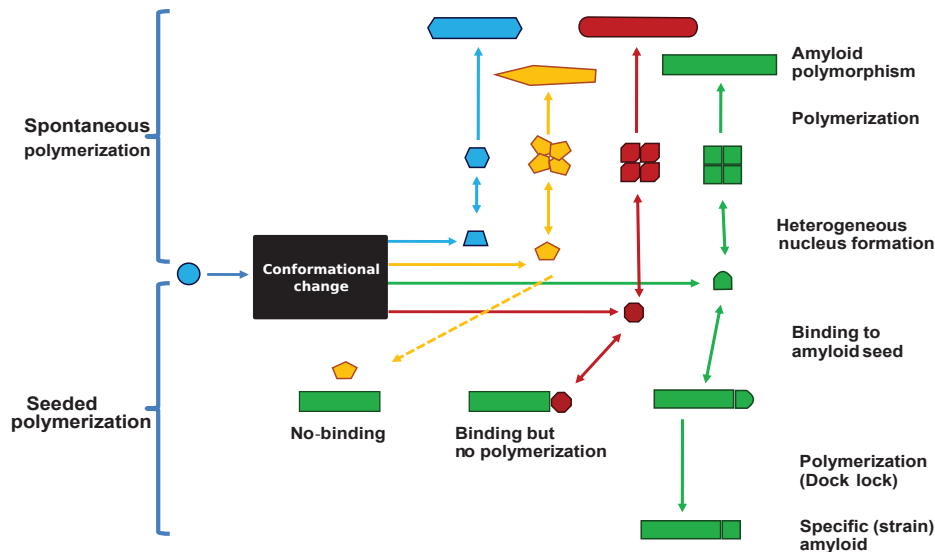 Amyloid
polymorphism
Spontaneous
polymerization
Polymerization
Heterogeneous
nucleus formation
Conformational
change
Binding to
amyloid seed
Seeded
polymerization
No-binding
Binding but
no polymerization
Polymerization
(Dock lock)
Specific (strain)
amyloid